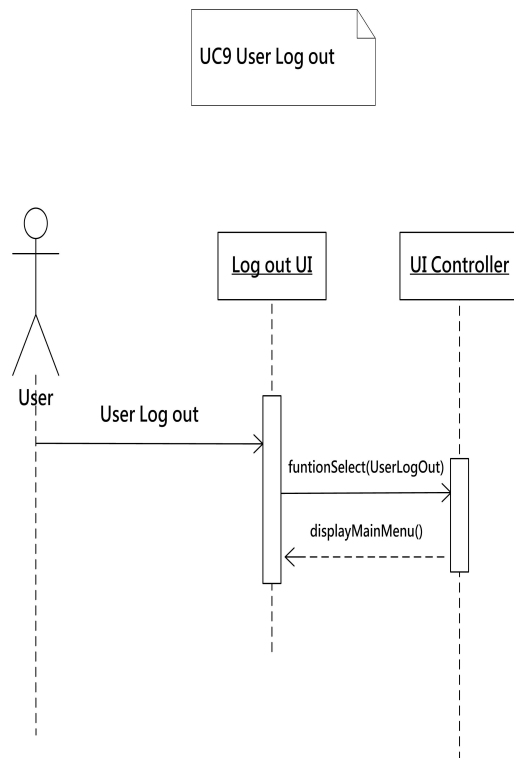 UC9 User Log out
Log out UI
UI Controller
User
User Log out
funtionSelect(UserLogOut)
displayMainMenu()